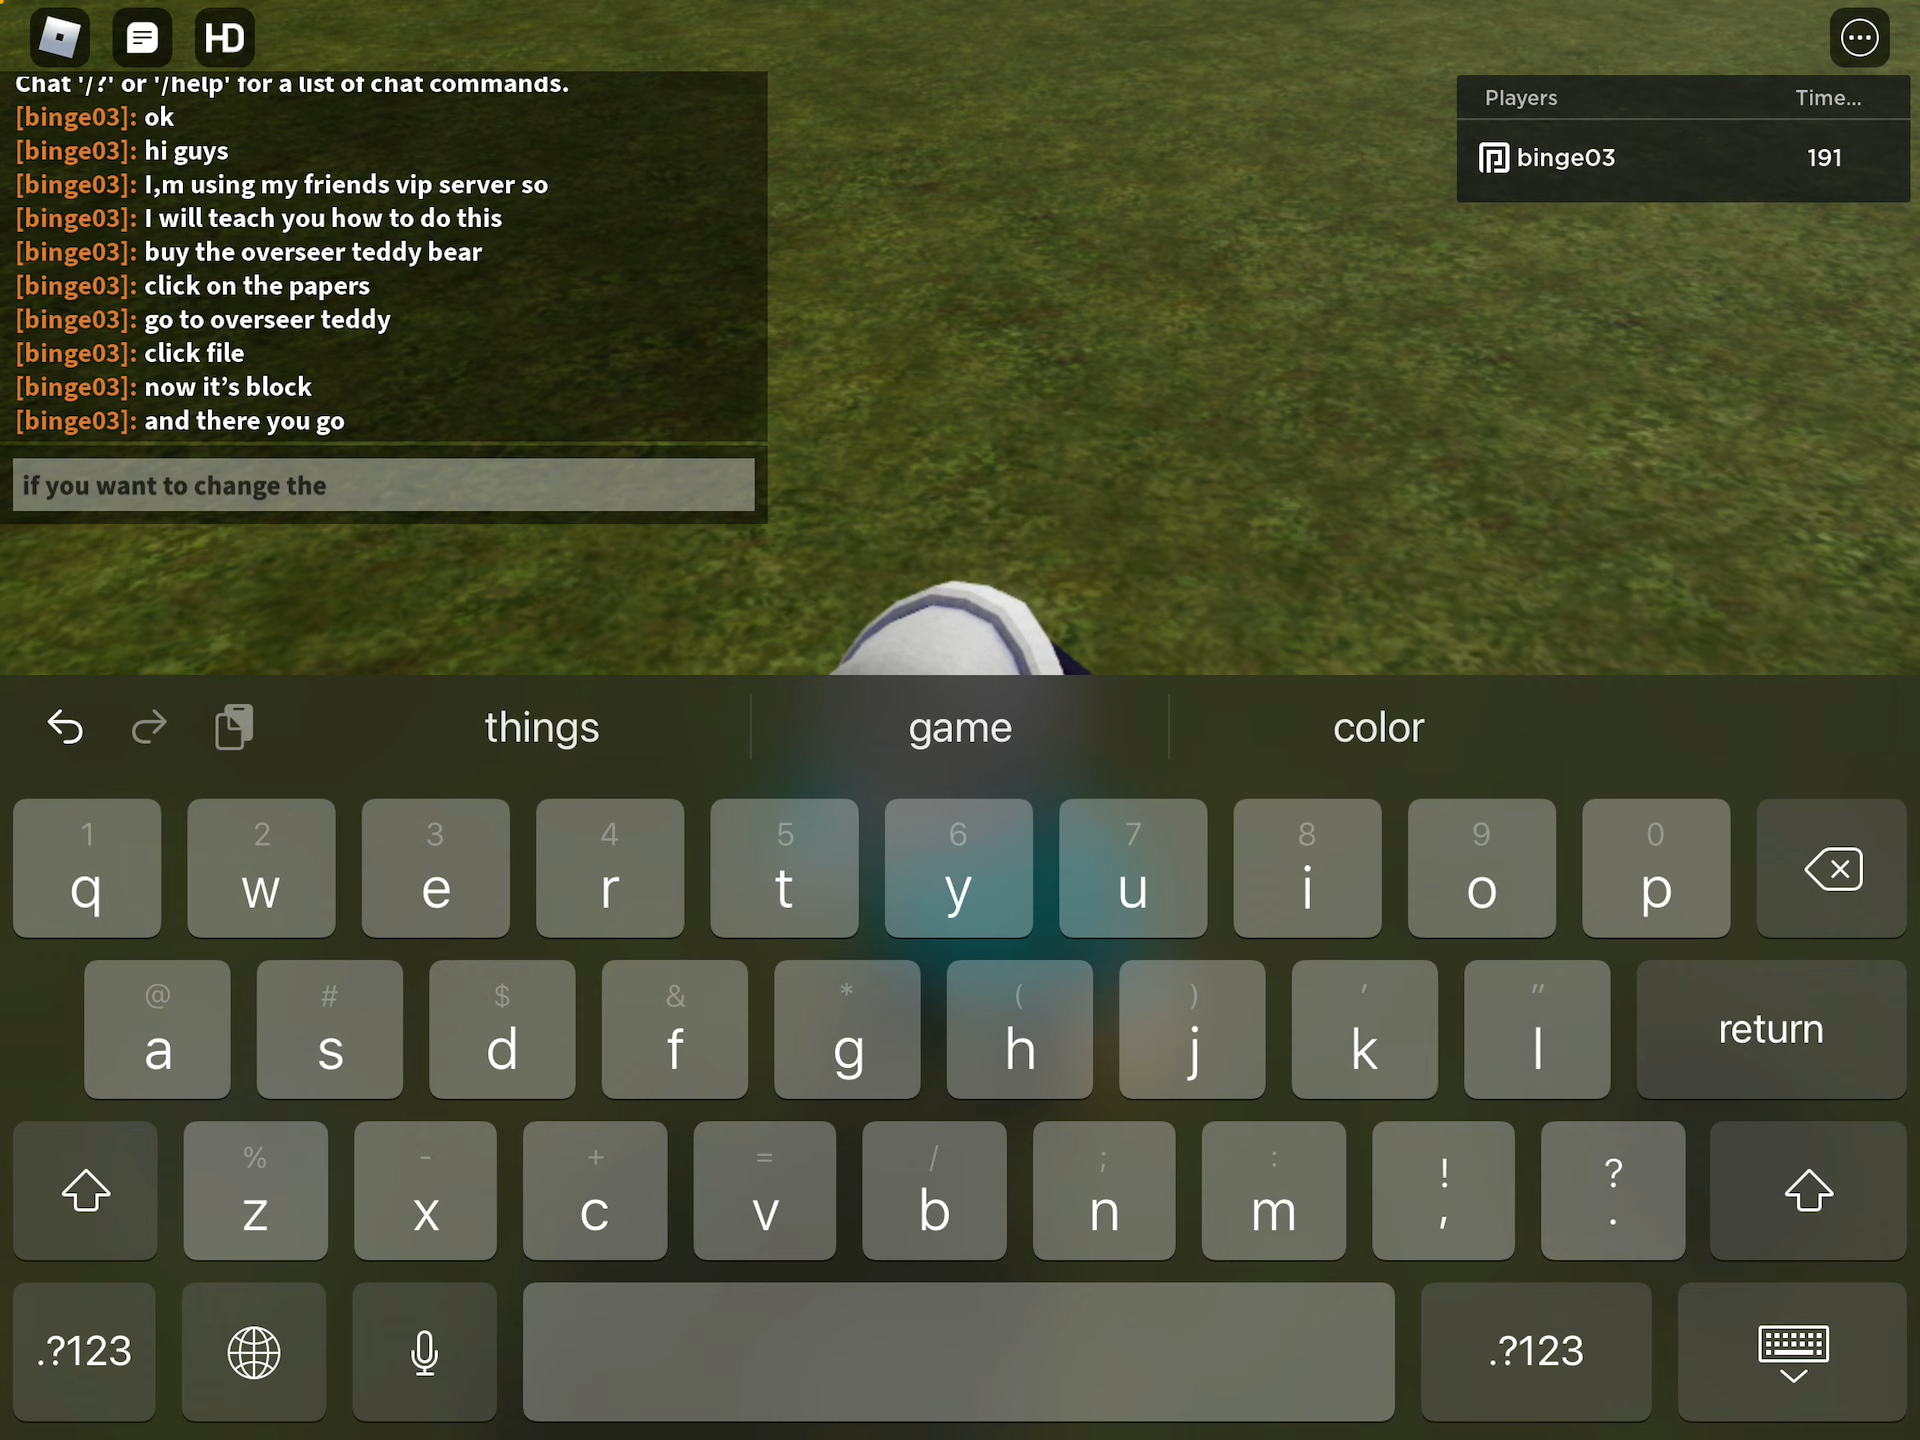 HD
Chat '/?' or '/help' for a list of chat commands.
[binge03]: ok
[binge03]: hi guys
[binge03]: I,m using my friends vip server so
[binge03]: I will teach you how to do this
[binge03]: buy the overseer teddy bear
[binge03]: click on the papers
[binge03]: go to overseer teddy
[binge03]: click file
[binge03]: now it’s block
[binge03]: and there you go
if you want to change the
Players Time...
binge03 191
things game color
1 2 3 4 5 6 7 8 9 0
q w e r t y u i o p
@ # $ & * ( ) ' "
a s d f g h j k l return
% - + = / ; : ! ?
z x c v b n m , .
.?123 .?123